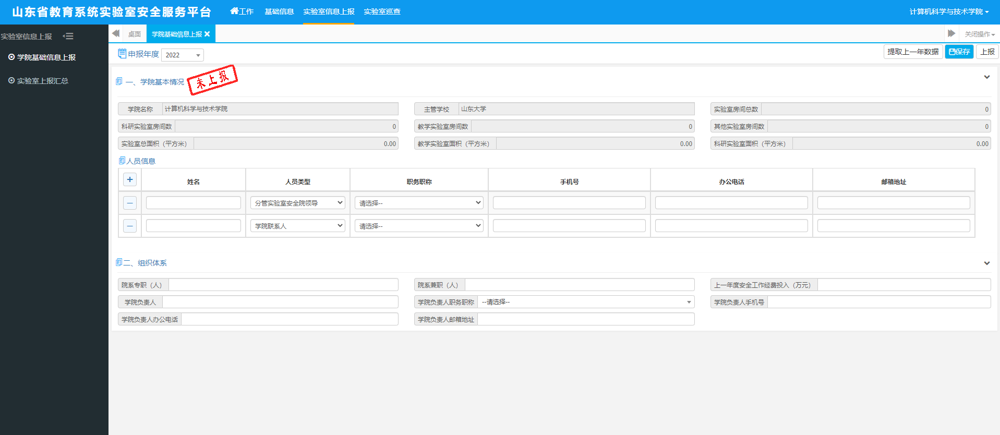 山东省教育系统实验室安全服务平台 工作 基础信息 实验室信息上报 实验室巡查 计算机科学与技术学院
实验室信息上报 桌面 学院基础信息上报 关闭操作
学院基础信息上报
实验室上报汇总
申报年度 2022 提取上一年数据 保存 上报
一、学院基本情况 未上报
学院名称 计算机科学与技术学院 主管学校 山东大学 实验室房间总数 0
科研实验室房间数 0 教学实验室房间数 0 其他实验室房间数 0
实验室总面积（平方米） 0.00 教学实验室面积（平方米） 0.00 科研实验室面积（平方米） 0.00
人员信息
+ 姓名 人员类型 职务职称 手机号 办公电话 邮箱地址
— 分管实验室安全院领导 请选择--
— 学院联系人 请选择--
二、组织体系
院系专职（人） 院系兼职（人） 上一年度安全工作经费投入（万元）
学院负责人 学院负责人职务职称 --请选择-- 学院负责人手机号
学院负责人办公电话 学院负责人邮箱地址